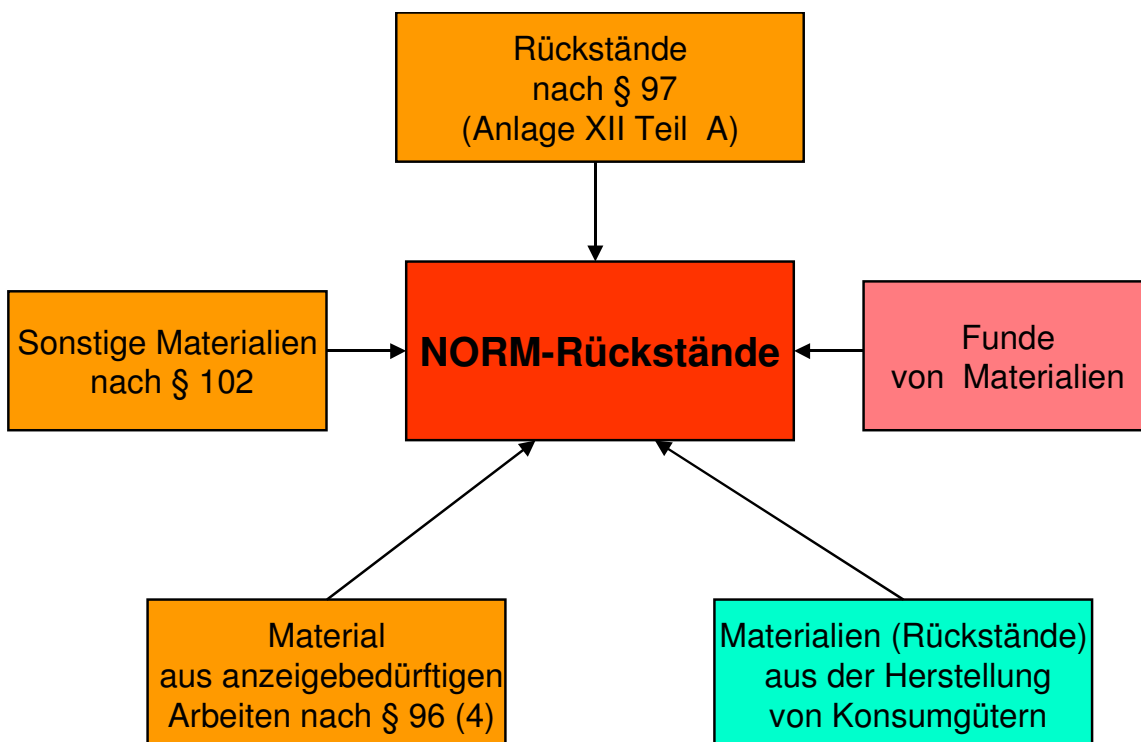 Rückstände
nach § 97
(Anlage XII Teil A)
Sonstige Materialien
nach § 102
NORM-Rückstände
Funde
von Materialien
Material
aus anzeigebedürftigen
Arbeiten nach § 96 (4)
Materialien (Rückstände)
aus der Herstellung
von Konsumgütern